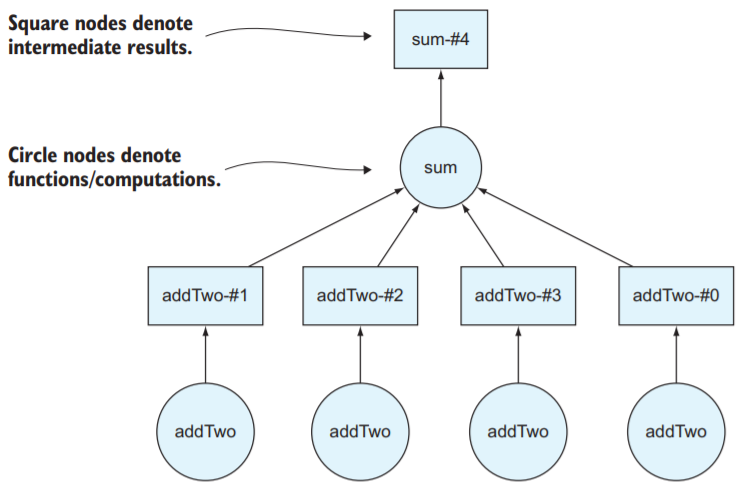 Square nodes denote
intermediate results.
sum-#4
Circle nodes denote
functions/computations.
sum
addTwo-#1
addTwo-#2
addTwo-#3
addTwo-#0
addTwo
addTwo
addTwo
addTwo